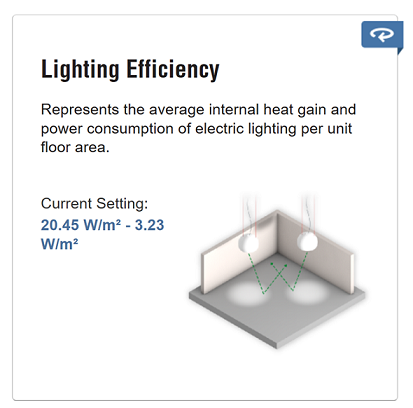 Lighting Efficiency
Represents the average internal heat gain and
power consumption of electric lighting per unit
floor area.
Current Setting:
20.45 W/m² - 3.23
W/m²